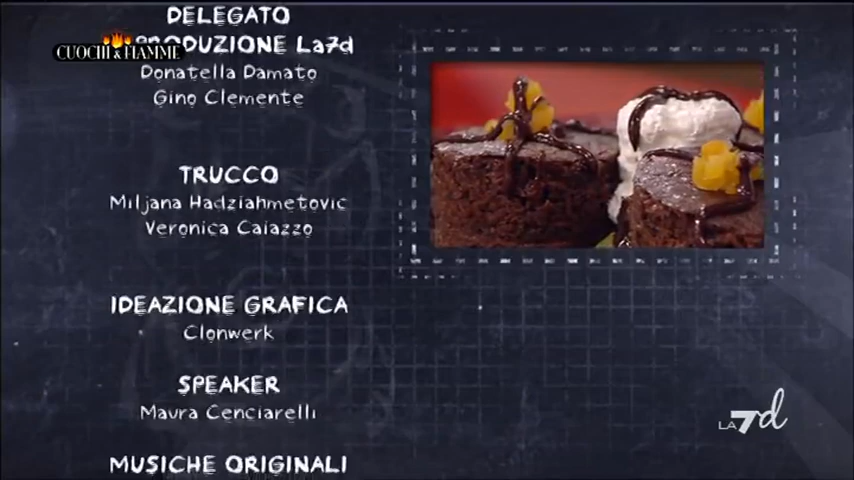 DELEGATO
CUOCHI & FIAMME
PRODUZIONE La7d
Donatella Damato
Gino Clemente
TRUCCO
Miljana Hadziahmetovic
Veronica Caiazzo
IDEAZIONE GRAFICA
Clonwerk
SPEAKER
Maura Cenciarelli
LA7d
MUSICHE ORIGINALI